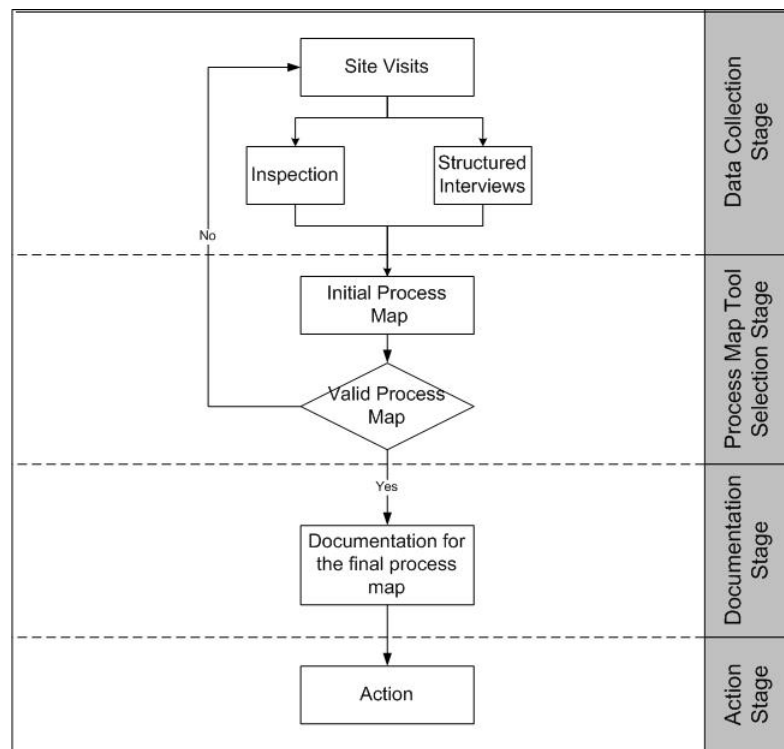 Site Visits
Inspection
Structured
Interviews
Data Collection
Stage
No
Initial Process
Map
Valid Process
Map
Process Map Tool
Selection Stage
Yes
Documentation for
the final process
map
Documentation
Stage
Action
Action
Stage